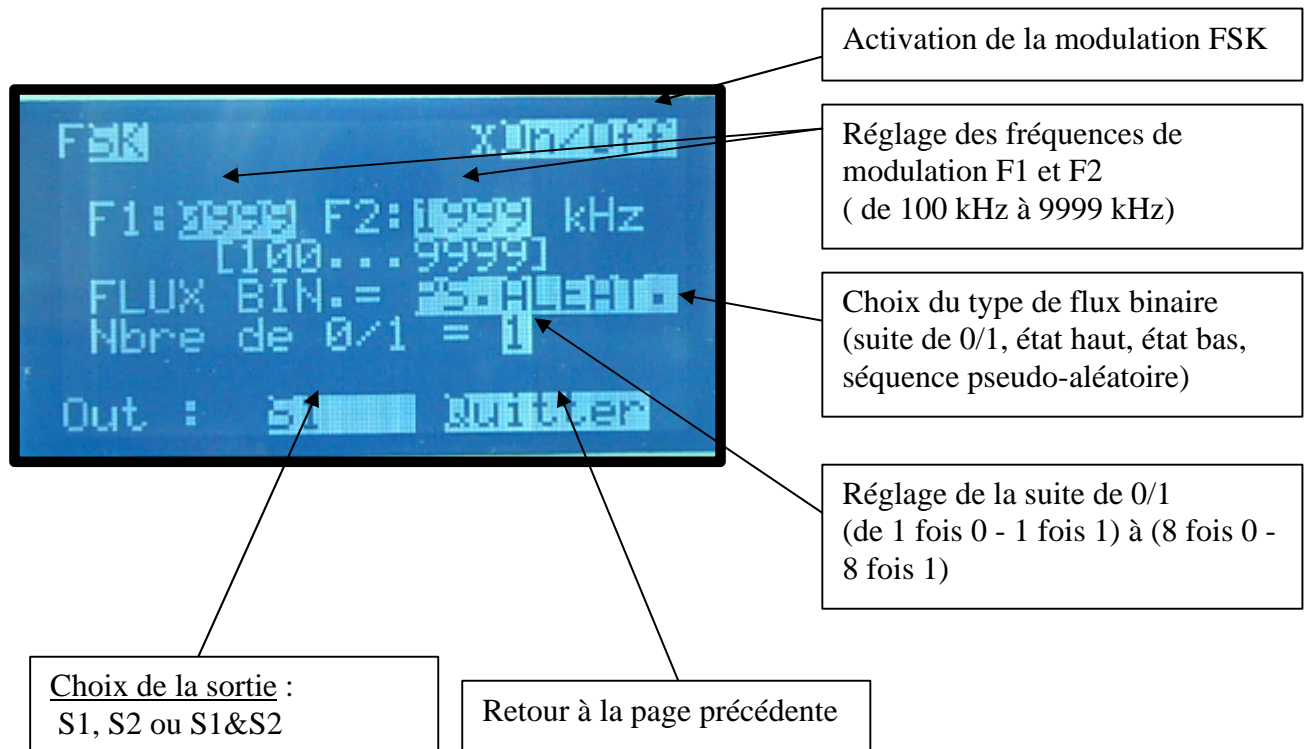 Activation de la modulation FSK
FSK X On/Off
Réglage des fréquences de
modulation F1 et F2
( de 100 kHz à 9999 kHz)
F1: F2: kHz
[100...9999]
FLUX BIN.= PS.ALEAT.
Nbre de 0/1 = 1
Choix du type de flux binaire
(suite de 0/1, état haut, état bas,
séquence pseudo-aléatoire)
Out : S1 Quitter
Réglage de la suite de 0/1
(de 1 fois 0 - 1 fois 1) à (8 fois 0 -
8 fois 1)
Choix de la sortie :
S1, S2 ou S1&S2
Retour à la page précédente